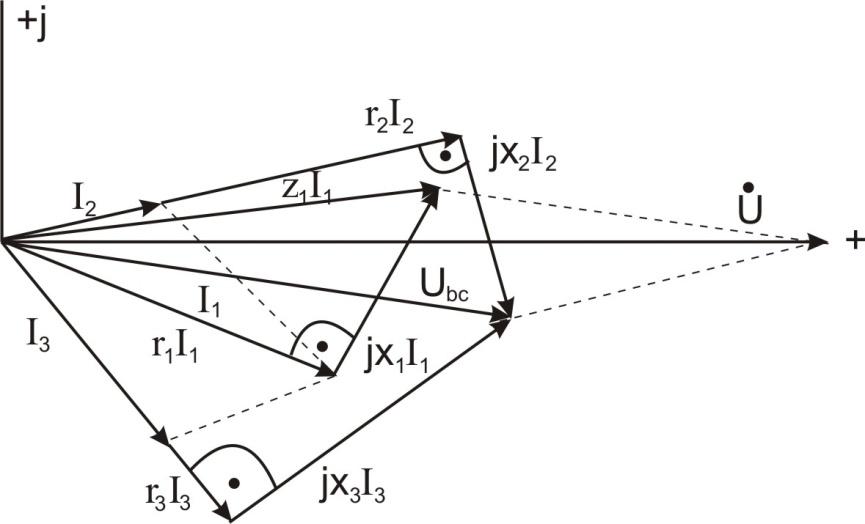 +j
r₂I₂
jx₂I₂
z₁I₁
I₂
U̇
+
U_bc
I₁
I₃
r₁I₁
jx₁I₁
r₃I₃
jx₃I₃